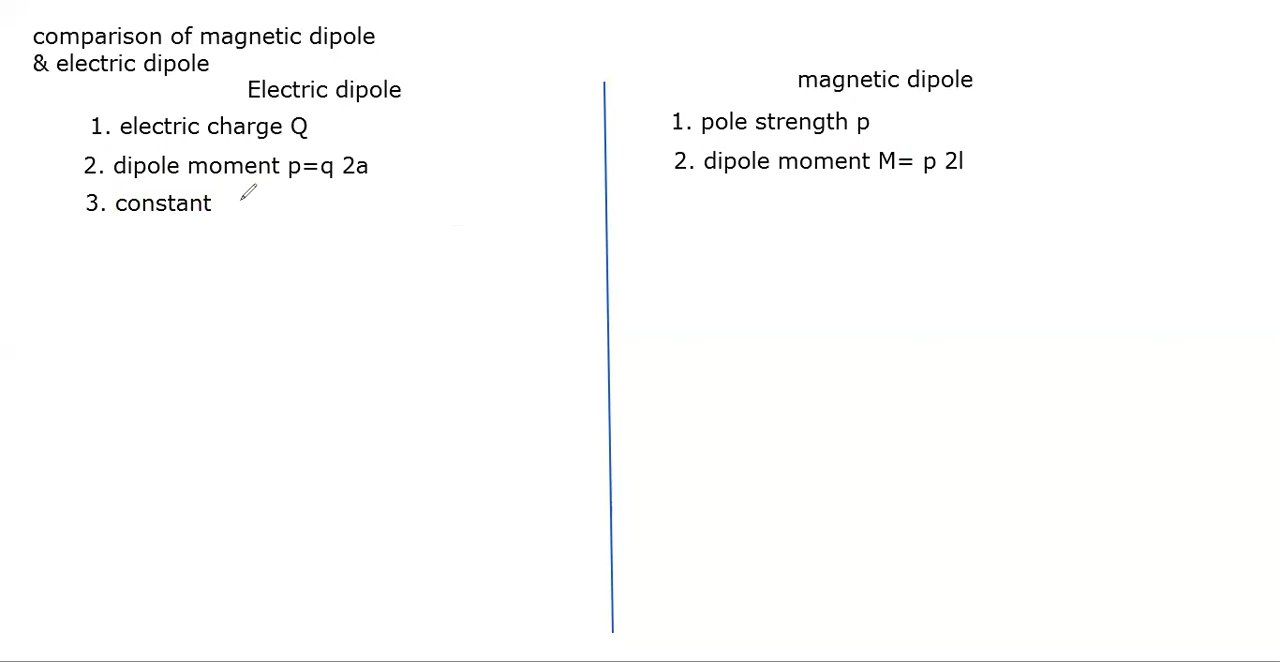 comparison of magnetic dipole
& electric dipole
Electric dipole
1. electric charge Q
2. dipole moment p=q 2a
3. constant
magnetic dipole
1. pole strength p
2. dipole moment M= p 2l